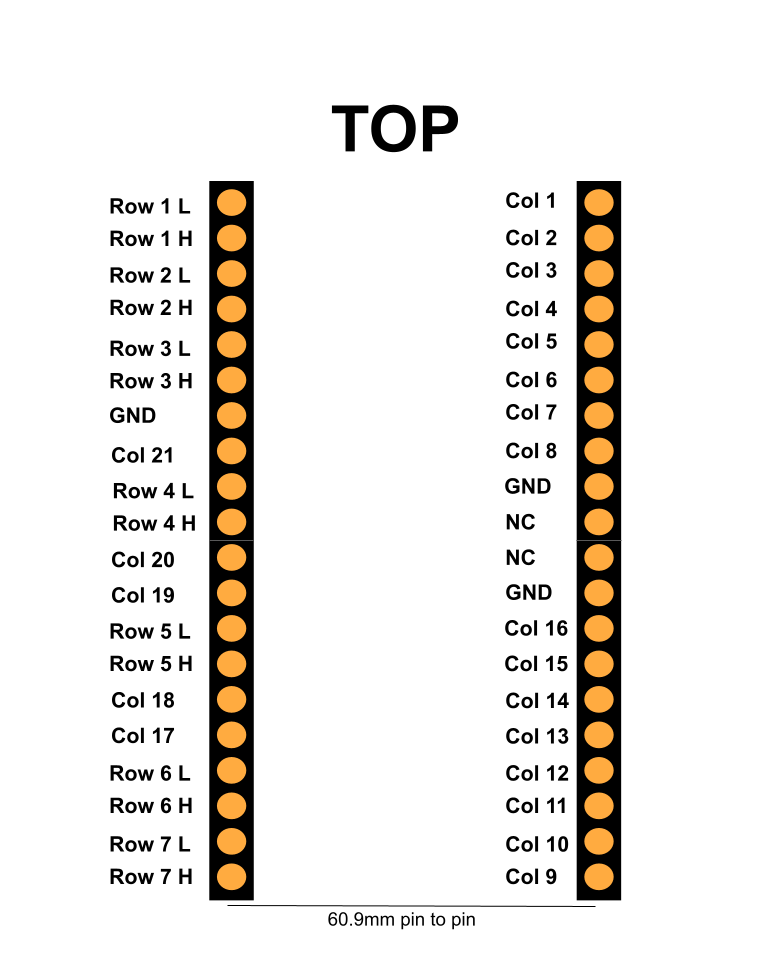 TOP
Row 1 L
Row 1 H
Row 2 L
Row 2 H
Row 3 L
Row 3 H
GND
Col 21
Row 4 L
Row 4 H
Col 20
Col 19
Row 5 L
Row 5 H
Col 18
Col 17
Row 6 L
Row 6 H
Row 7 L
Row 7 H
Col 1
Col 2
Col 3
Col 4
Col 5
Col 6
Col 7
Col 8
GND
NC
NC
GND
Col 16
Col 15
Col 14
Col 13
Col 12
Col 11
Col 10
Col 9
60.9mm pin to pin